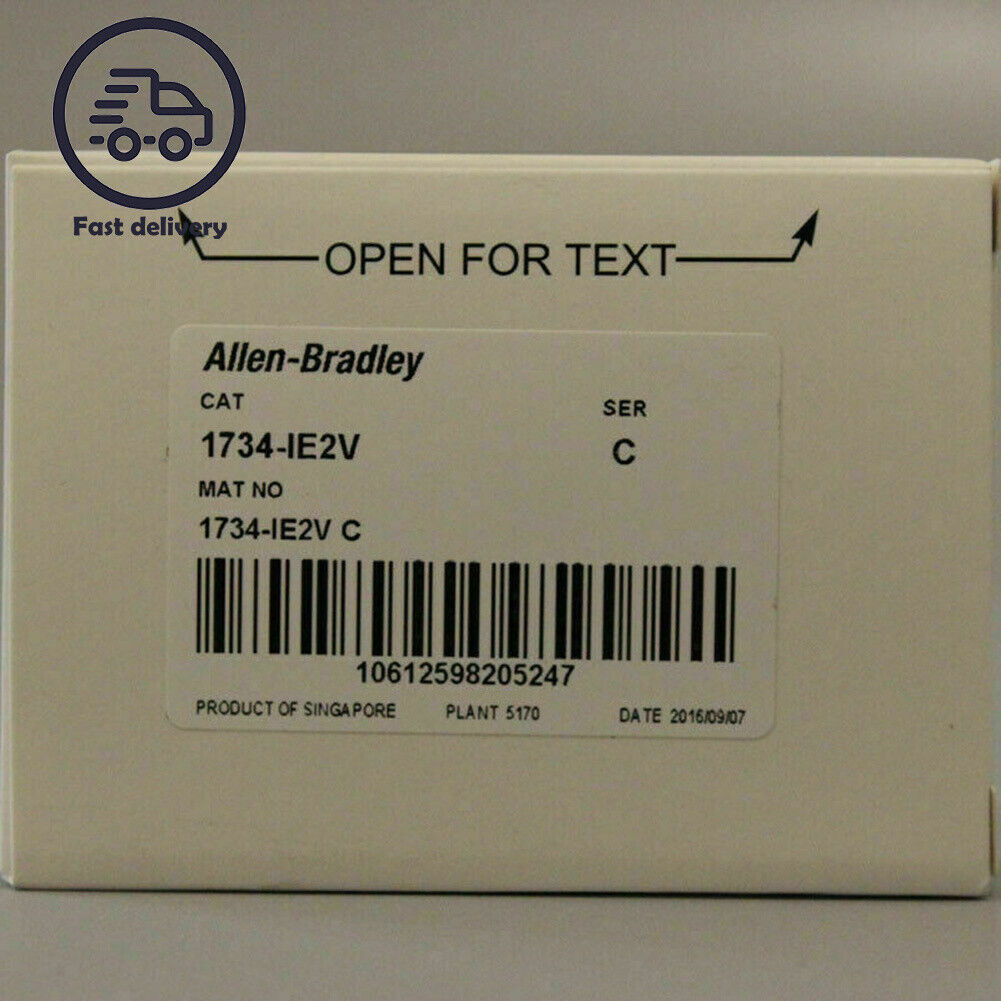 Fast delivery
OPEN FOR TEXT
Allen-Bradley
CAT
SER
1734-IE2V
C
MAT NO
1734-IE2V C
10612598205247
PRODUCT OF SINGAPORE PLANT 5170 DATE 2016/09/07